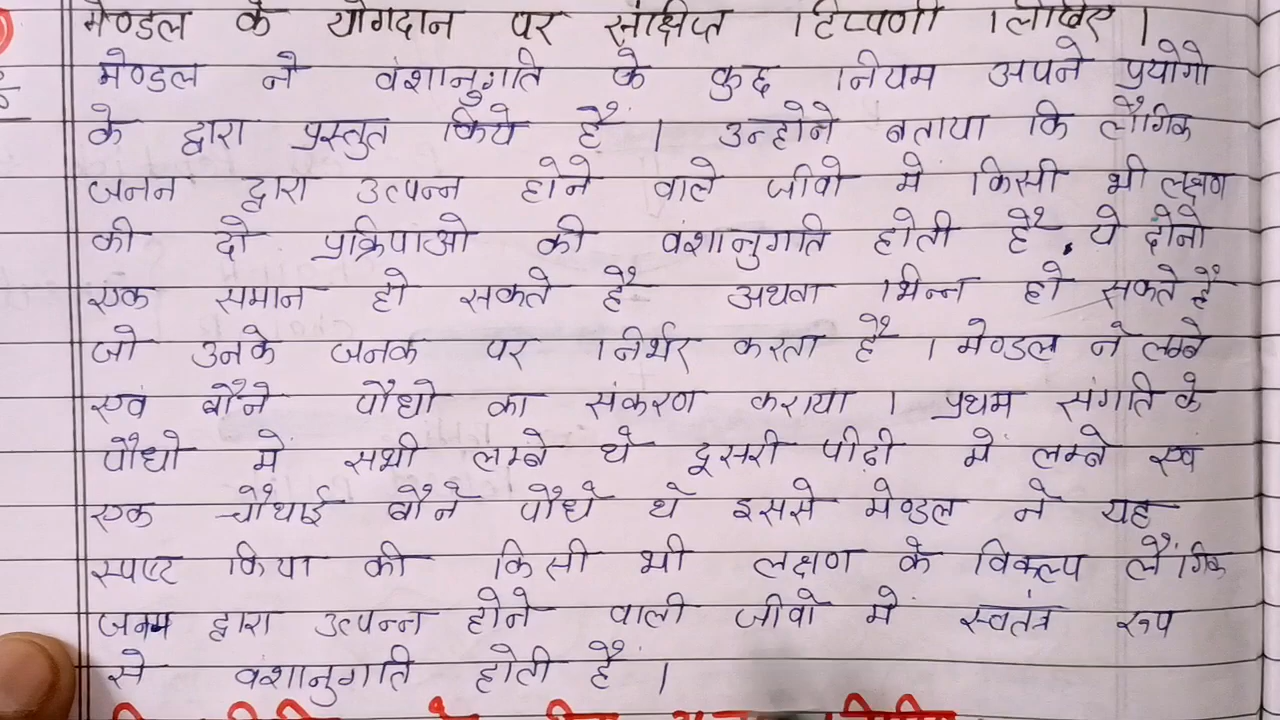 मेण्डल के योगदान पर संक्षिप्त टिप्पणी लिखिए ।
मेण्डल ने वंशानुगति के कुछ नियम अपने प्रयोगो
के द्वारा प्रस्तुत किये है । उन्होने बताया कि लैंगिक
जनन द्वारा उत्पन्न होने वाले जीवो मे किसी भी लक्षण
की दो प्रक्रियाओ की वंशानुगति होती है , ये दोनो
एक समान हो सकते है अथवा भिन्न हो सकते है
जो उनके जनक पर निर्भर करता है । मेण्डल ने लम्बे
एवं बौने पौधो का संकरण कराया । प्रथम संगति के
पौधो में सभी लम्बे थे दूसरी पीढ़ी में लम्बे एवं
एक चौथाई बौने पौधे थे इससे मेण्डल ने यह
स्पष्ट किया की किसी भी लक्षण के विकल्प लैंगिक
जनन द्वारा उत्पन्न होने वाली जीवो में स्वतंत्र रूप
से वंशानुगति होती है ।